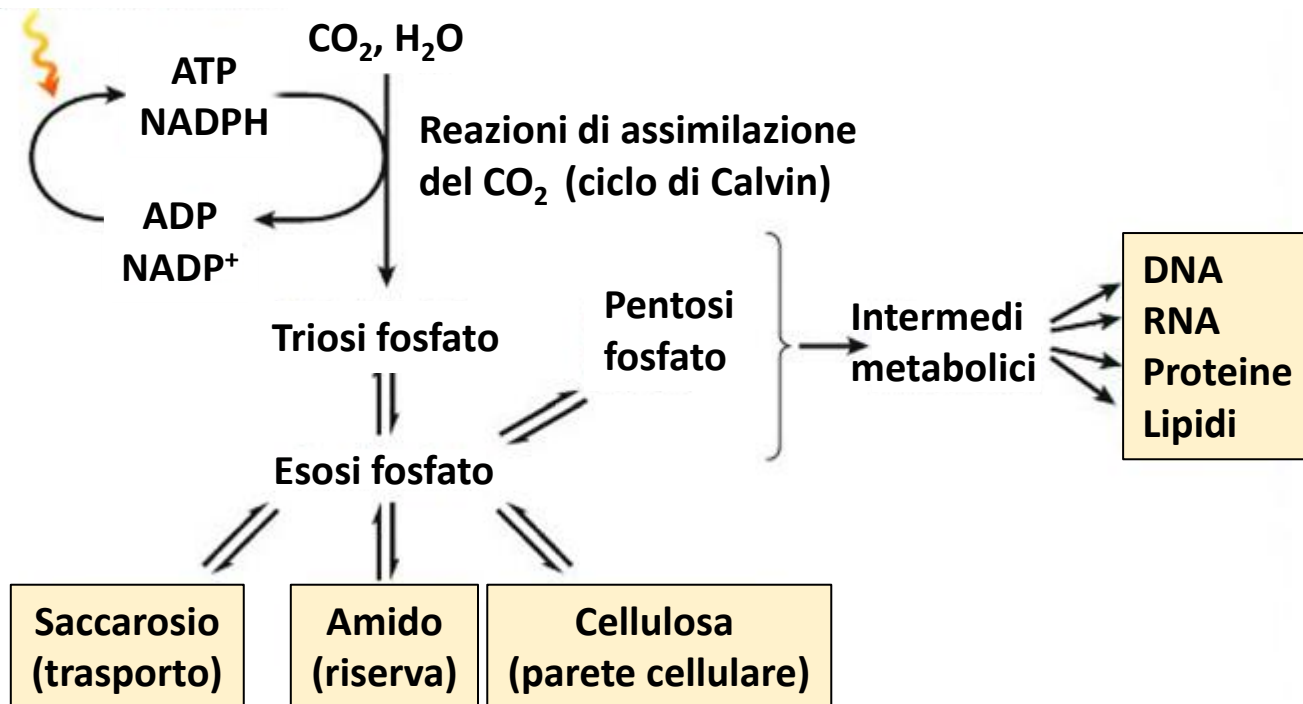 CO₂, H₂O
ATP
NADPH
Reazioni di assimilazione
del CO₂ (ciclo di Calvin)
ADP
NADP⁺
Triosi fosfato
Pentosi
fosfato
Intermedi
metabolici
DNA
RNA
Proteine
Lipidi
Esosi fosfato
Saccarosio
(trasporto)
Amido
(riserva)
Cellulosa
(parete cellulare)